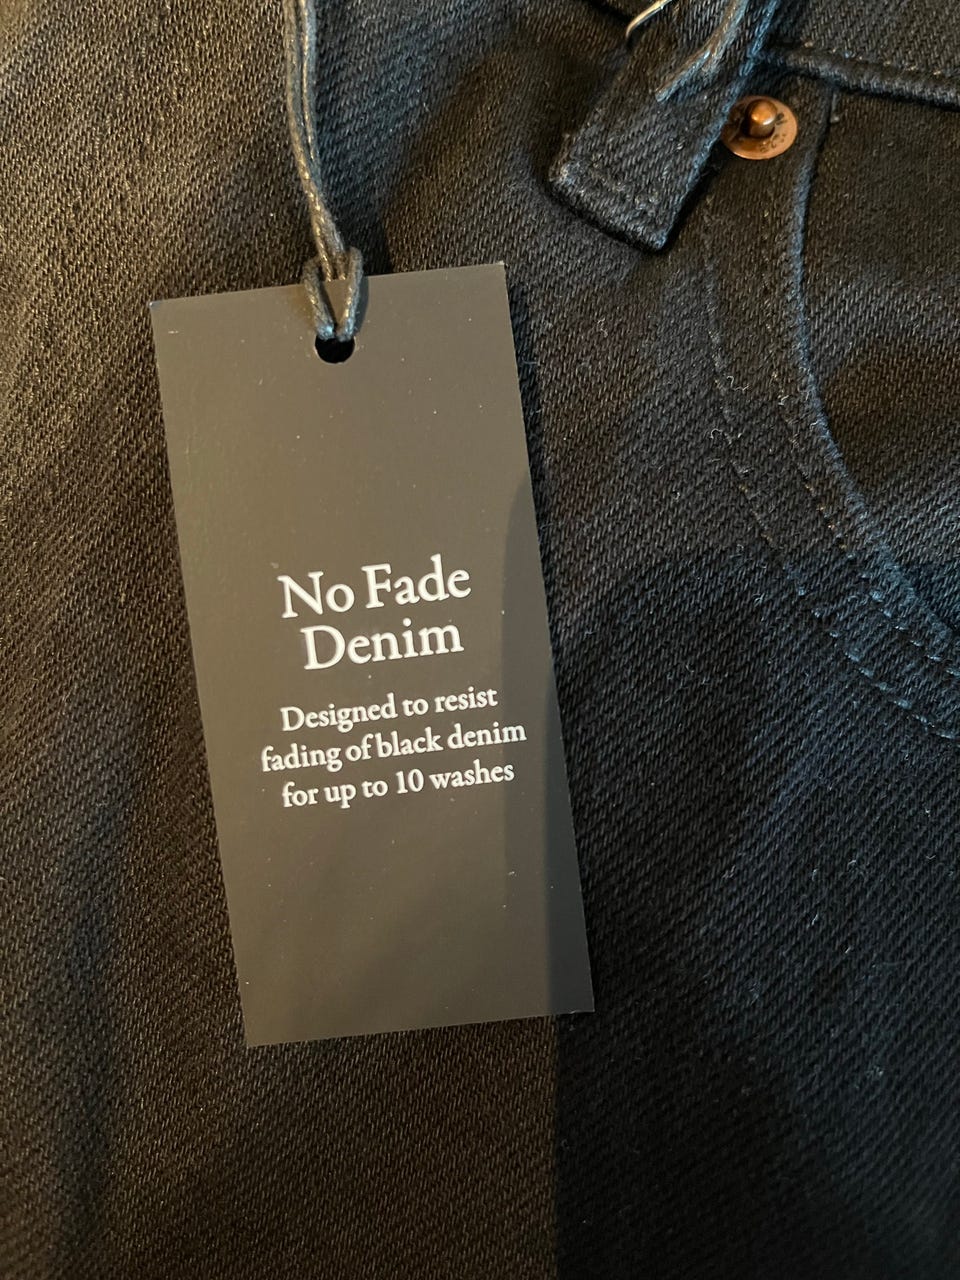 No Fade
Denim
Designed to resist
fading of black denim
for up to 10 washes